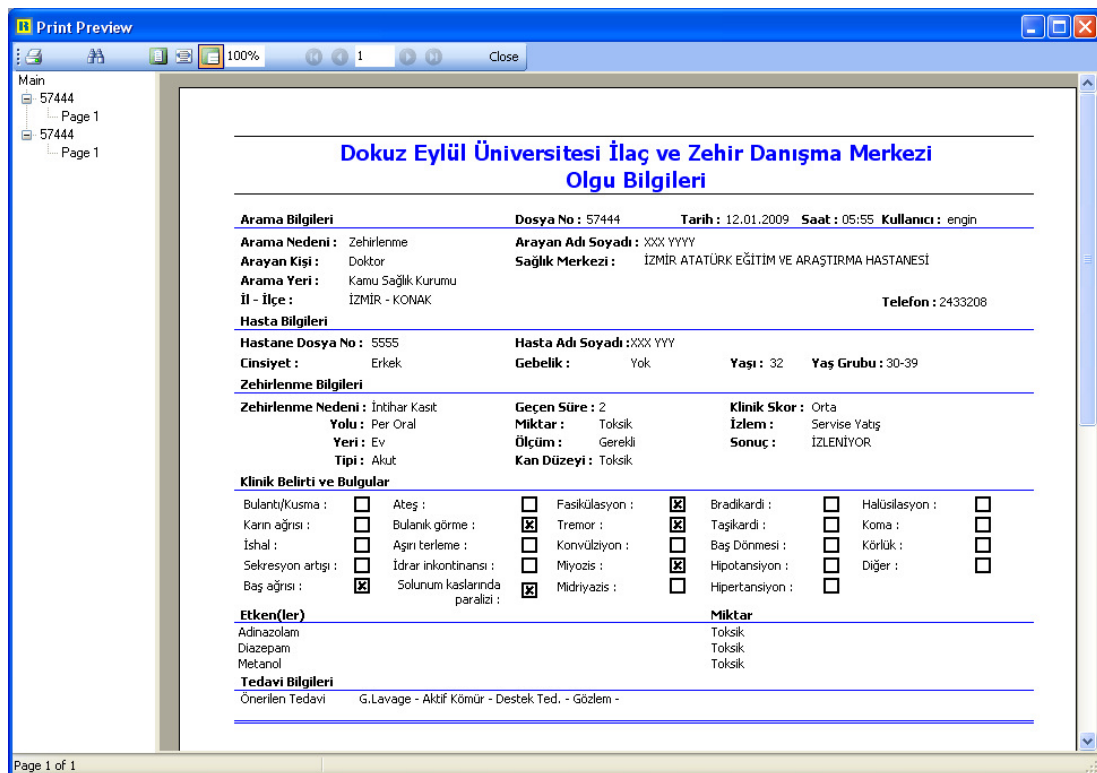 Print Preview
100% 1 Close
Main
57444
Page 1
57444
Page 1
Dokuz Eylül Üniversitesi İlaç ve Zehir Danışma Merkezi
Olgu Bilgileri
Arama Bilgileri Dosya No : 57444 Tarih : 12.01.2009 Saat : 05:55 Kullanıcı : engin
Arama Nedeni : Zehirlenme Arayan Adı Soyadı : XXX YYYY
Arayan Kişi : Doktor Sağlık Merkezi : İZMİR ATATÜRK EĞİTİM VE ARAŞTIRMA HASTANESİ
Arama Yeri : Kamu Sağlık Kurumu
İl - İlçe : İZMİR - KONAK Telefon : 2433208
Hasta Bilgileri
Hastane Dosya No : 5555 Hasta Adı Soyadı :XXX YYY
Cinsiyet : Erkek Gebelik : Yok Yaşı : 32 Yaş Grubu : 30-39
Zehirlenme Bilgileri
Zehirlenme Nedeni : İntihar Kasıt Geçen Süre : 2 Klinik Skor : Orta
Yolu : Per Oral Miktar : Toksik İzlem : Servise Yatış
Yeri : Ev Ölçüm : Gerekli Sonuç : İZLENİYOR
Tipi : Akut Kan Düzeyi : Toksik
Klinik Belirti ve Bulgular
Bulantı/Kusma : Ateş : Fasikülasyon : Bradikardi : Halüsilasyon :
Karın ağrısı : Bulanık görme : Tremor : Taşikardi : Koma :
İshal : Aşırı terleme : Konvülziyon : Baş Dönmesi : Körlük :
Sekresyon artışı : İdrar inkontinansı : Miyozis : Hipotansiyon : Diğer :
Baş ağrısı : Solunum kaslarında Midriyazis : Hipertansiyon :
paralizi :
Etken(ler) Miktar
Adinazolam Toksik
Diazepam Toksik
Metanol Toksik
Tedavi Bilgileri
Önerilen Tedavi G.Lavage - Aktif Kömür - Destek Ted. - Gözlem -
Page 1 of 1